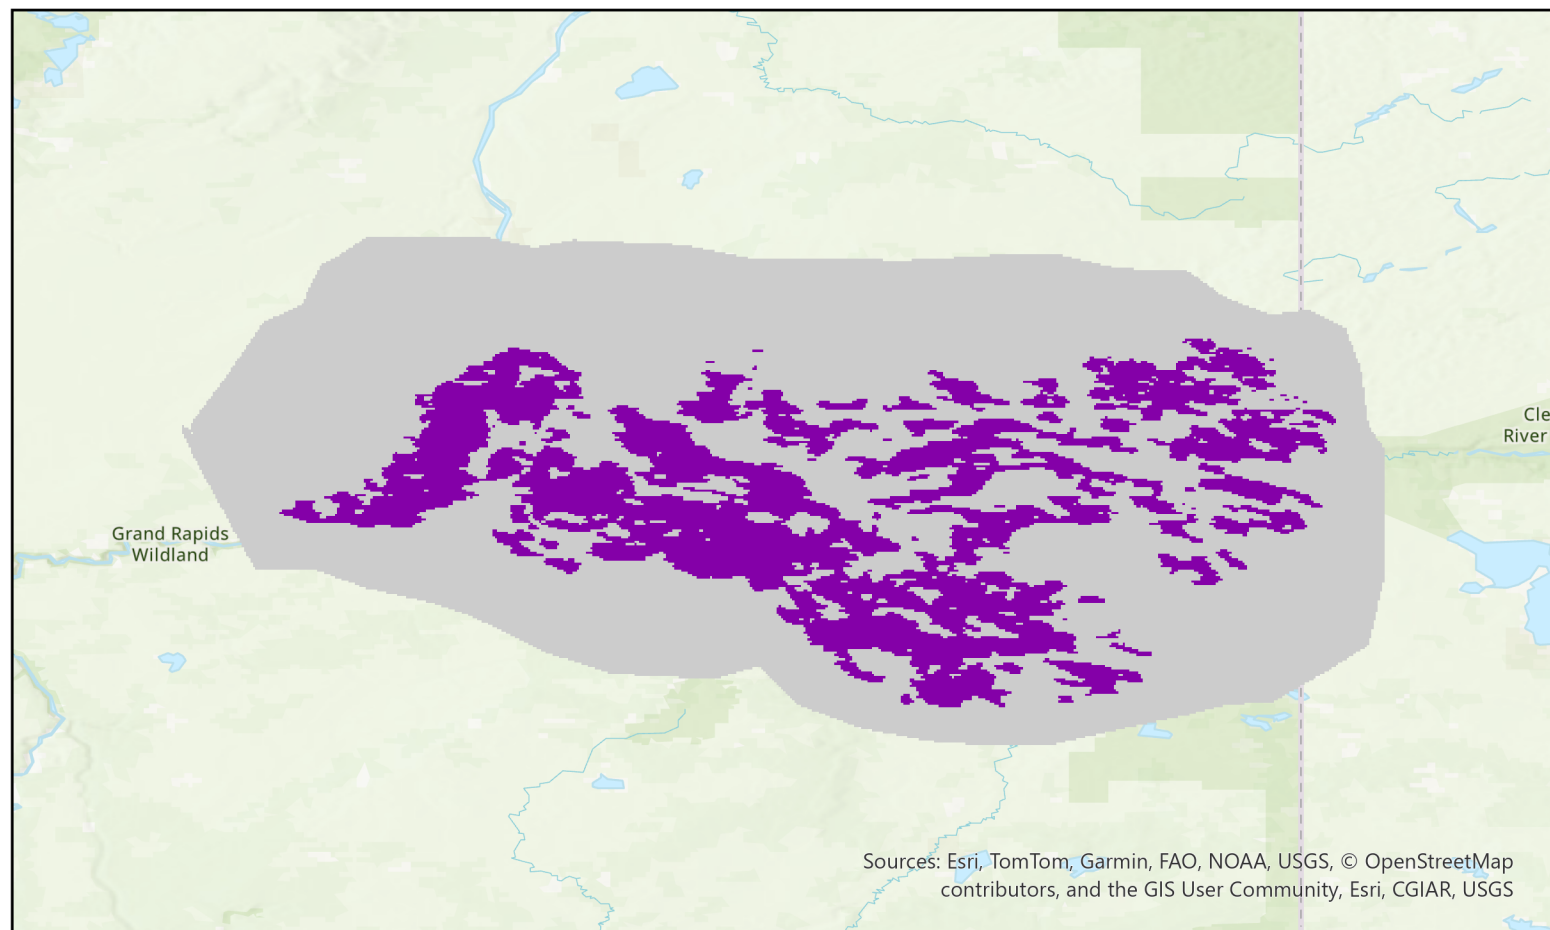 Grand Rapids
Wildland
Cle
River
Sources: Esri, TomTom, Garmin, FAO, NOAA, USGS, © OpenStreetMap
contributors, and the GIS User Community, Esri, CGIAR, USGS